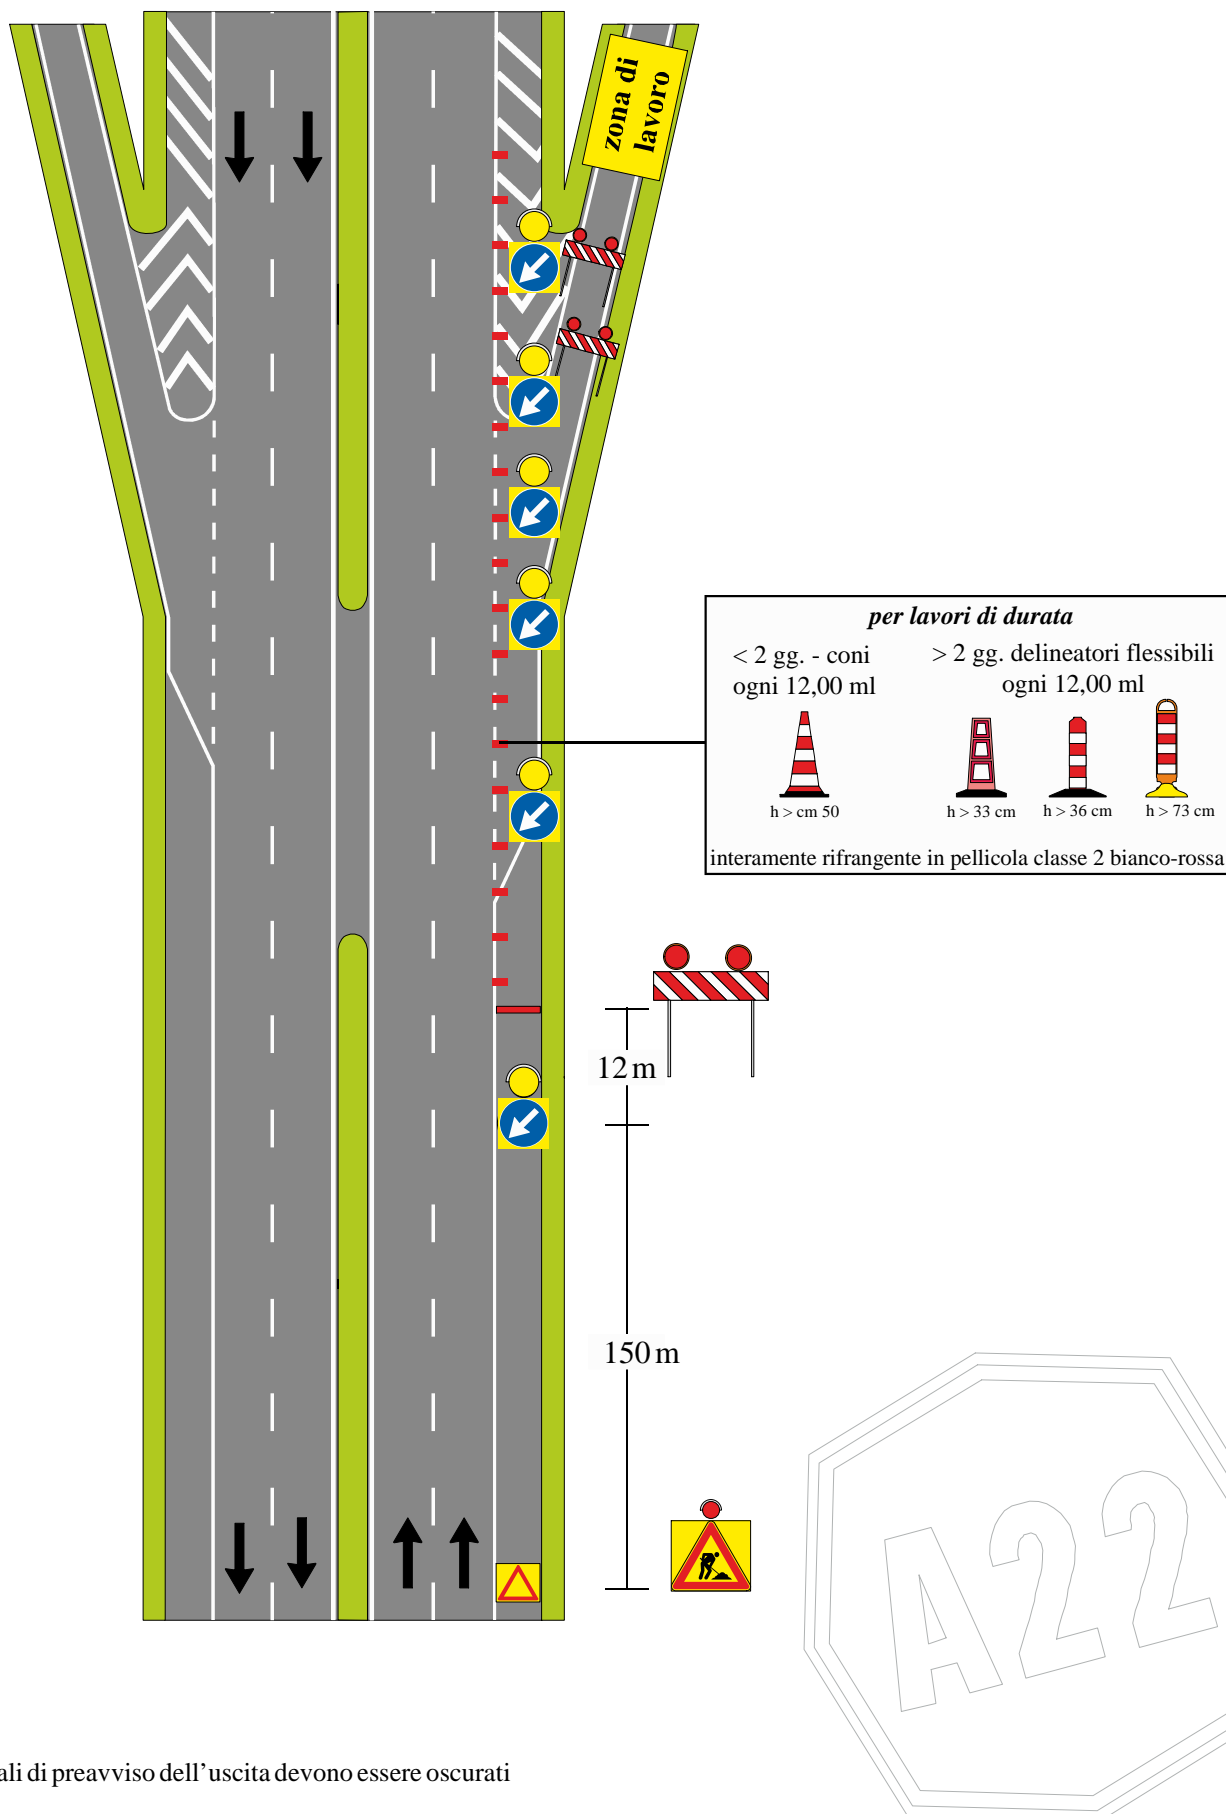 zona di
lavoro
per lavori di durata
< 2 gg. - coni
ogni 12,00 ml
> 2 gg. delineatori flessibili
ogni 12,00 ml
h > cm 50
h > 33 cm
h > 36 cm
h > 73 cm
interamente rifrangente in pellicola classe 2 bianco-rossa
12 m
150 m
A22
ali di preavviso dell'uscita devono essere oscurati